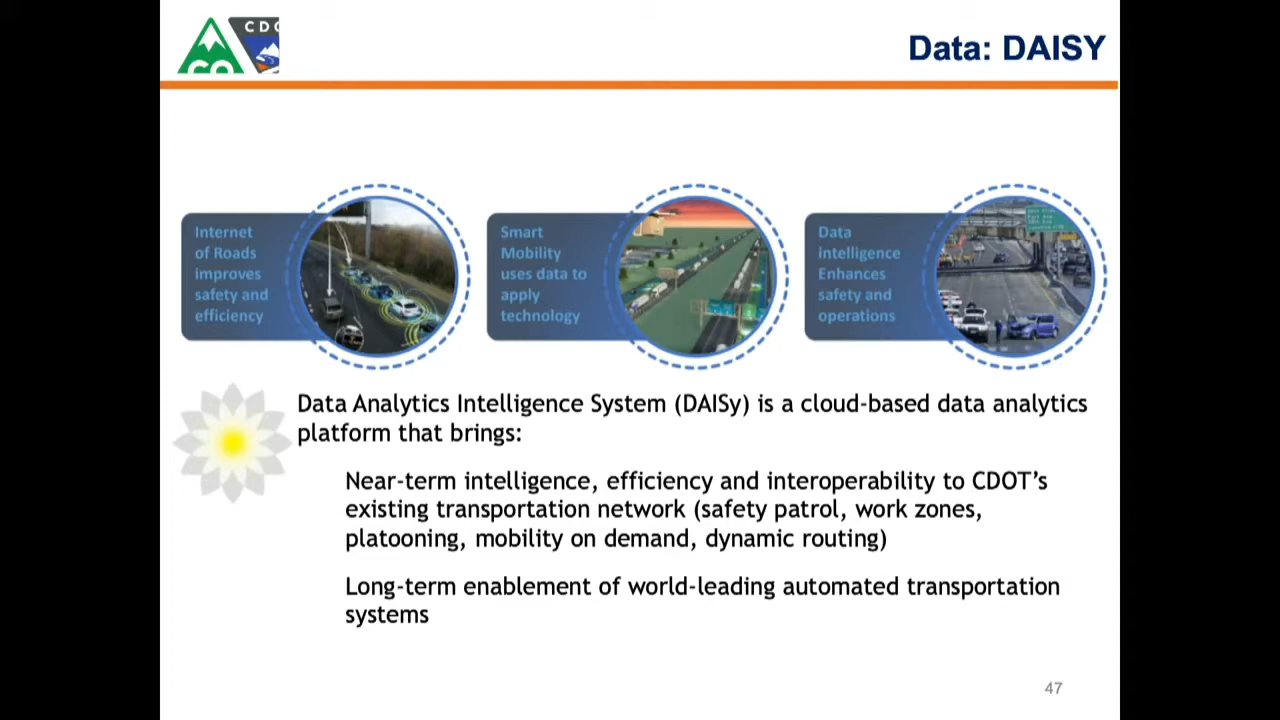 CDO
CO
Data: DAISY
Internet
of Roads
improves
safety and
efficiency
Smart
Mobility
uses data to
apply
technology
Data
intelligence
Enhances
safety and
operations
Data Analytics Intelligence System (DAISy) is a cloud-based data analytics
platform that brings:
Near-term intelligence, efficiency and interoperability to CDOT’s
existing transportation network (safety patrol, work zones,
platooning, mobility on demand, dynamic routing)
Long-term enablement of world-leading automated transportation
systems
47